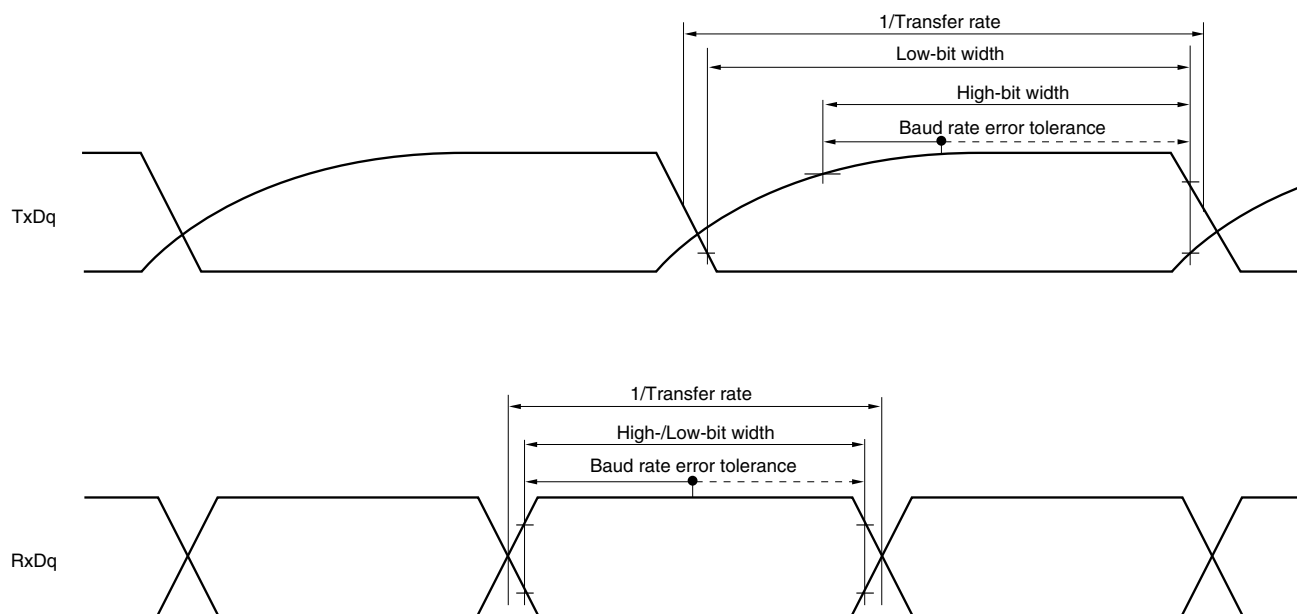 1/Transfer rate
Low-bit width
High-bit width
Baud rate error tolerance
TxDq
1/Transfer rate
High-/Low-bit width
Baud rate error tolerance
RxDq